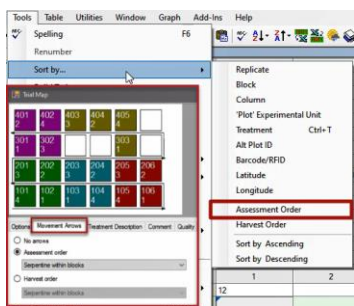 Tools Table Utilities Window Graph Add-Ins Help
Spelling F6
Renumber
Sort by...
Replicate
Block
Column
'Plot' Experimental Unit
Treatment Ctrl+T
Alt Plot ID
Barcode/RFID
Latitude
Longitude
Assessment Order
Harvest Order
Sort by Ascending
Sort by Descending
Trial Map
401 402 403 404 405
301 302 303
201 202 203 204 205 206
101 102 103 104 105 106
Options Movement Arrows Treatment Description Comment Quality
No arrows
Assessment order
Serpentine within blocks
Harvest order
Serpentine within blocks
1 2
12